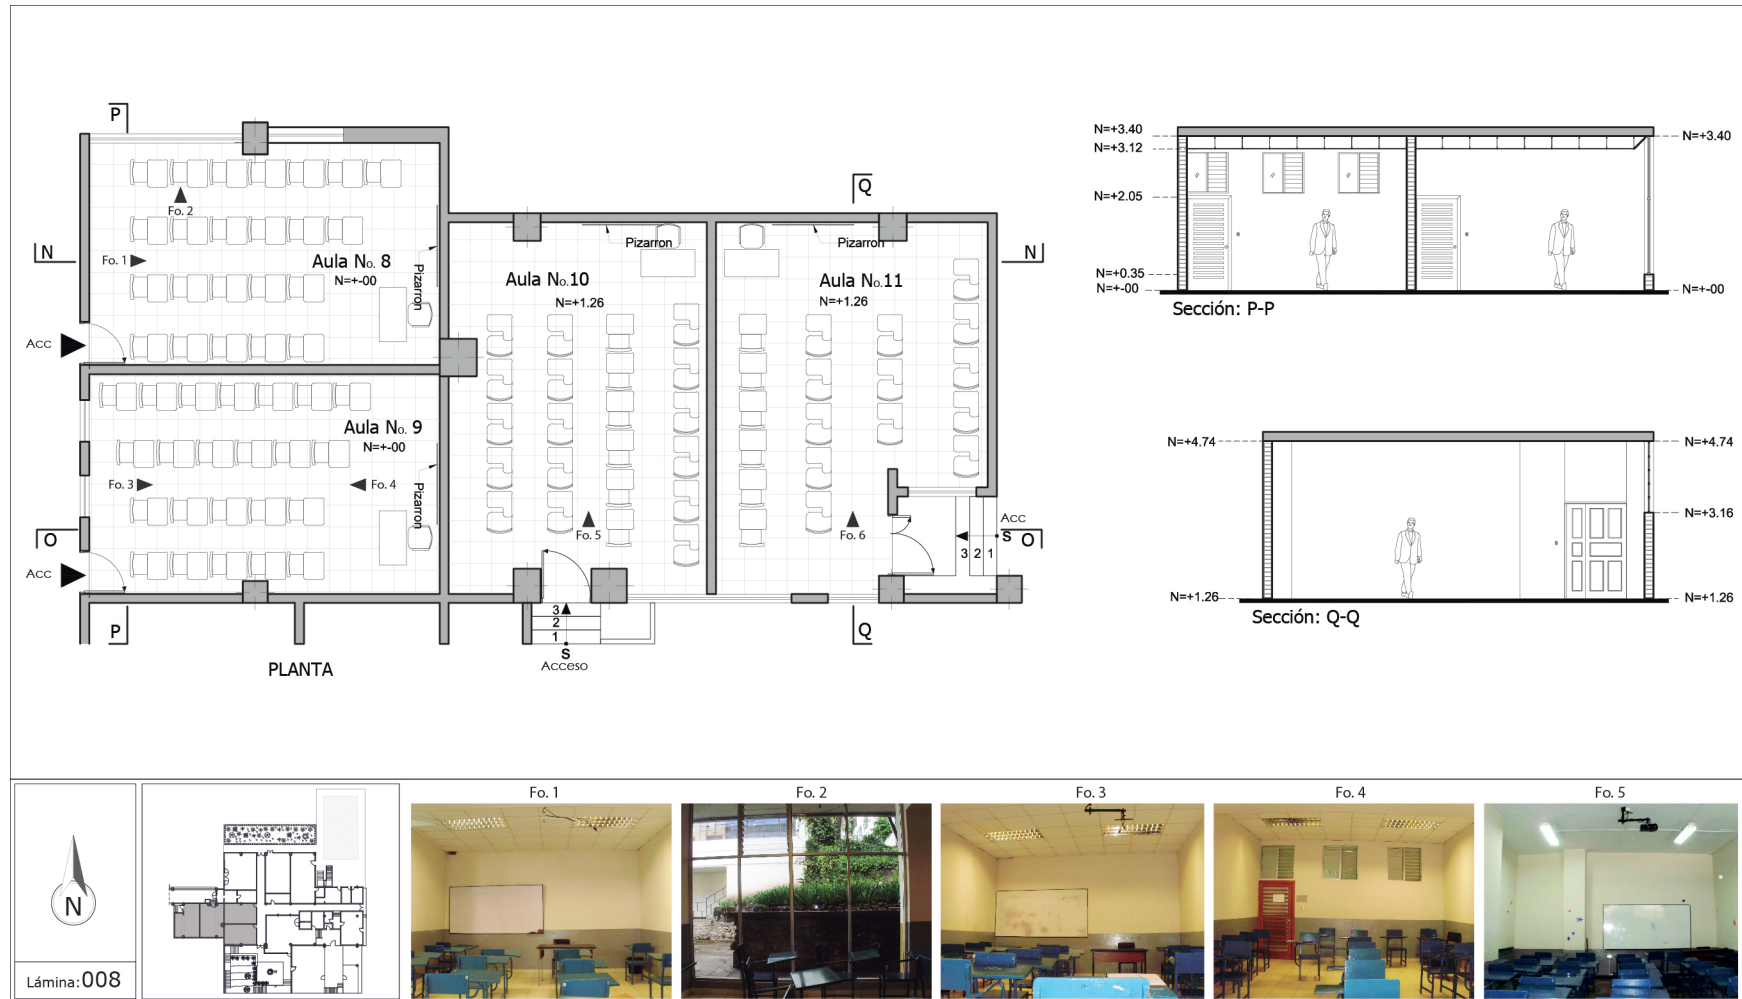 P
Q
N
N
Fo. 2
Fo. 1
Aula No. 8
N=+-00
Pizarron
Acc
Pizarron
Aula No.10
N=+1.26
Pizarron
Aula No.11
N=+1.26
Aula No. 9
N=+-00
Fo. 3
Fo. 4
Pizarron
O
Acc
Fo. 5
Fo. 6
Acc
S
O
3 2 1
P
3
2
1
S
Acceso
Q
PLANTA
N=+3.40
N=+3.12
N=+2.05
N=+0.35
N=+-00
N=+3.40
N=+-00
Sección: P-P
N=+4.74
N=+1.26
N=+4.74
N=+3.16
N=+1.26
Sección: Q-Q
N
Lámina:008
Fo. 1
Fo. 2
Fo. 3
Fo. 4
Fo. 5